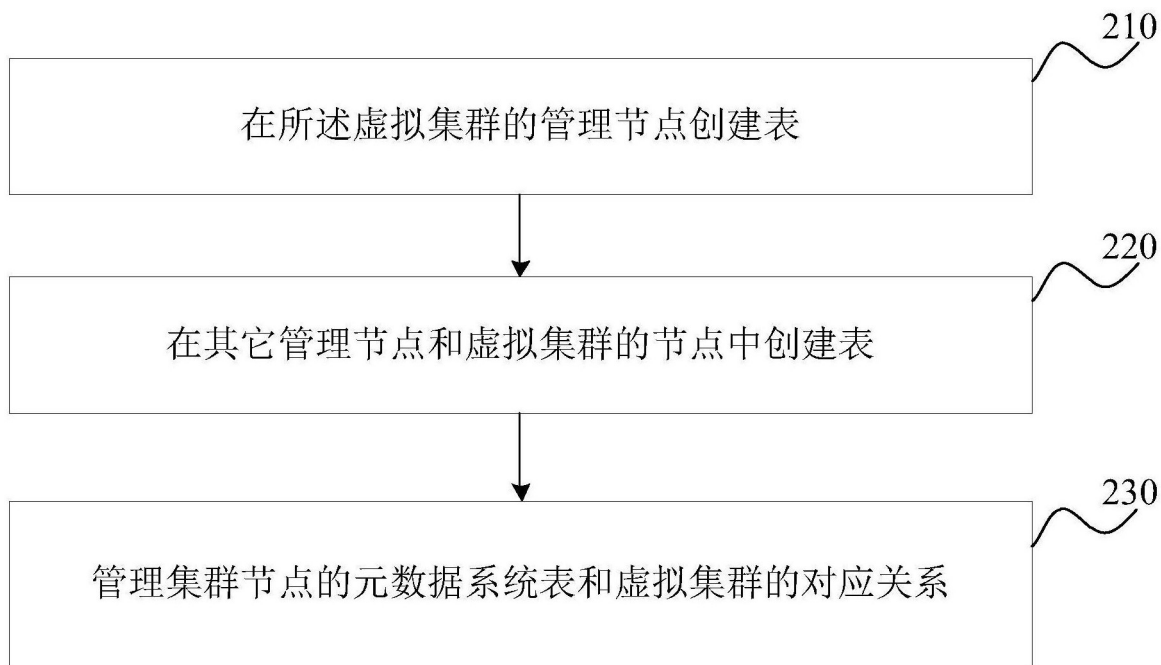 210
在所述虚拟集群的管理节点创建表
220
在其它管理节点和虚拟集群的节点中创建表
230
管理集群节点的元数据系统表和虚拟集群的对应关系